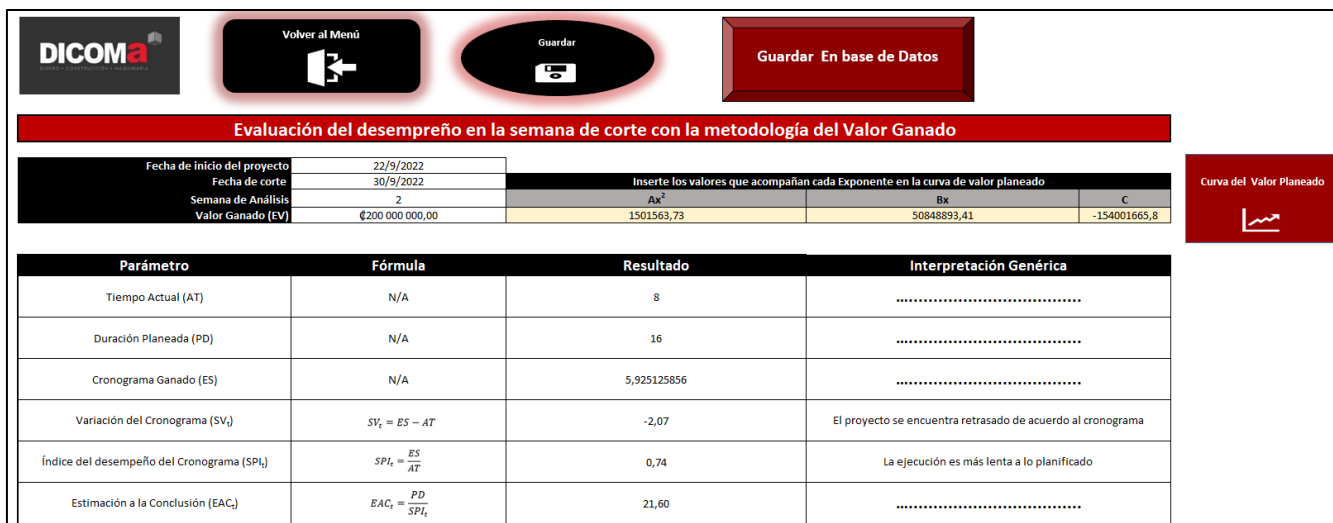 DICOMa
DISEÑO • CONSTRUCCIÓN • MAQUINARIA
Volver al Menú
Guardar
Guardar En base de Datos
Evaluación del desempreño en la semana de corte con la metodología del Valor Ganado
Fecha de inicio del proyecto 22/9/2022
Fecha de corte 30/9/2022 Inserte los valores que acompañan cada Exponente en la curva de valor planeado
Semana de Análisis 2 Ax² Bx C
Valor Ganado (EV) ₡200 000 000,00 1501563,73 50848893,41 -154001665,8
Curva del Valor Planeado
Parámetro Fórmula Resultado Interpretación Genérica
Tiempo Actual (AT) N/A 8 ......................................
Duración Planeada (PD) N/A 16 ......................................
Cronograma Ganado (ES) N/A 5,925125856 ......................................
Variación del Cronograma (SVₜ) SVₜ = ES − AT -2,07 El proyecto se encuentra retrasado de acuerdo al cronograma
Índice del desempeño del Cronograma (SPIₜ) SPIₜ = ES/AT 0,74 La ejecución es más lenta a lo planificado
Estimación a la Conclusión (EACₜ) EACₜ = PD/SPIₜ 21,60 ......................................